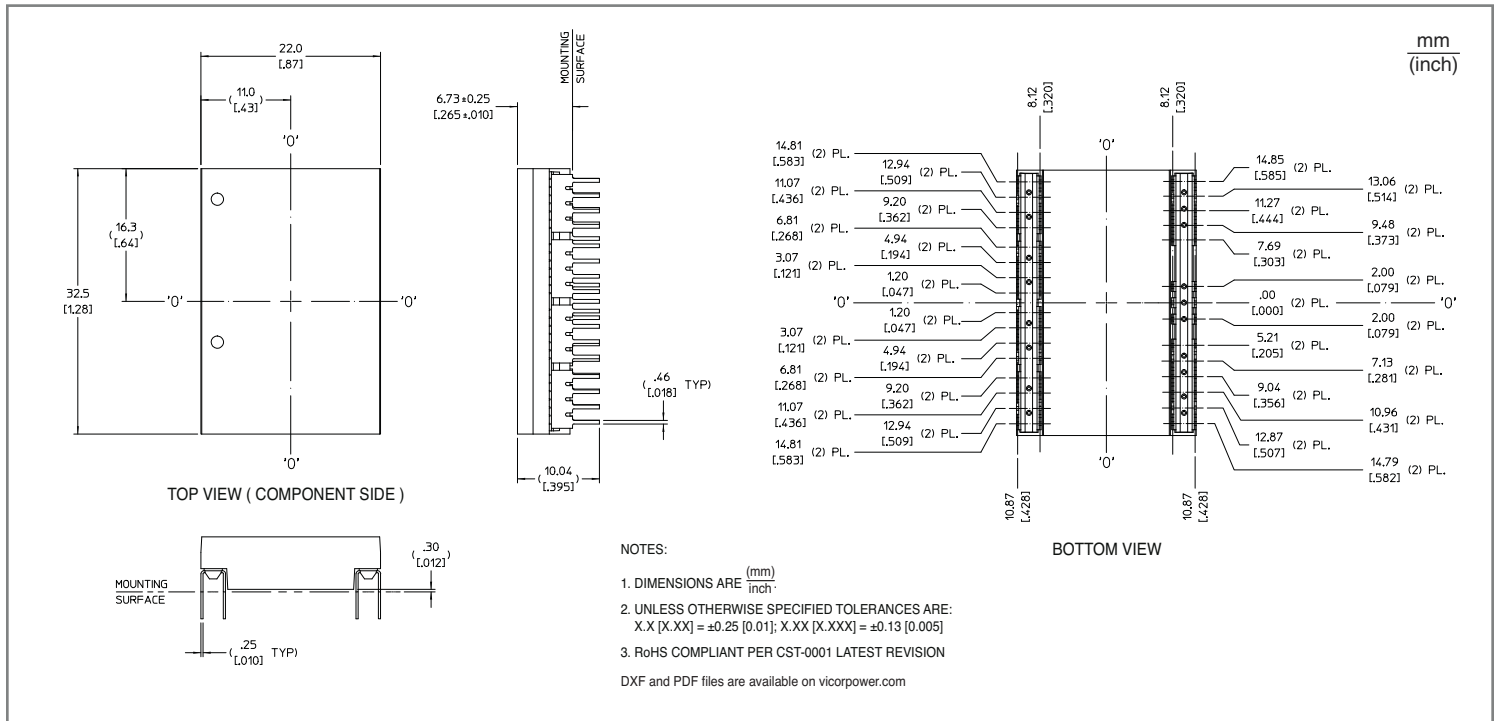 mm
(inch)
22.0
[.87]
( 11.0
[.43] )
'0'
( 16.3
[.64] )
32.5
[1.28]
'0'
'0'
'0'
TOP VIEW ( COMPONENT SIDE )
MOUNTING
SURFACE
6.73 ±0.25
[.265 ±.010]
( .46
[.018] TYP)
( 10.04
[.395] )
MOUNTING
SURFACE
( .30
[.012] )
( .25
[.010] TYP)
8.12
[.320]
8.12
[.320]
'0'
14.81
[.583] (2) PL.
12.94
[.509] (2) PL.
11.07
[.436] (2) PL.
9.20
[.362] (2) PL.
6.81
[.268] (2) PL.
4.94
[.194] (2) PL.
3.07
[.121] (2) PL.
1.20
[.047] (2) PL.
'0'
1.20
[.047] (2) PL.
3.07
[.121] (2) PL.
4.94
[.194] (2) PL.
6.81
[.268] (2) PL.
9.20
[.362] (2) PL.
11.07
[.436] (2) PL.
12.94
[.509] (2) PL.
14.81
[.583] (2) PL.
14.85
[.585] (2) PL.
13.06
[.514] (2) PL.
11.27
[.444] (2) PL.
9.48
[.373] (2) PL.
7.69
[.303] (2) PL.
2.00
[.079] (2) PL.
.00
[.000] (2) PL.
'0'
2.00
[.079] (2) PL.
5.21
[.205] (2) PL.
7.13
[.281] (2) PL.
9.04
[.356] (2) PL.
10.96
[.431] (2) PL.
12.87
[.507] (2) PL.
14.79
[.582] (2) PL.
'0'
10.87
[.428]
10.87
[.428]
BOTTOM VIEW
NOTES:
1. DIMENSIONS ARE (mm)
inch.
2. UNLESS OTHERWISE SPECIFIED TOLERANCES ARE:
X.X [X.XX] = ±0.25 [0.01]; X.XX [X.XXX] = ±0.13 [0.005]
3. RoHS COMPLIANT PER CST-0001 LATEST REVISION
DXF and PDF files are available on vicorpower.com